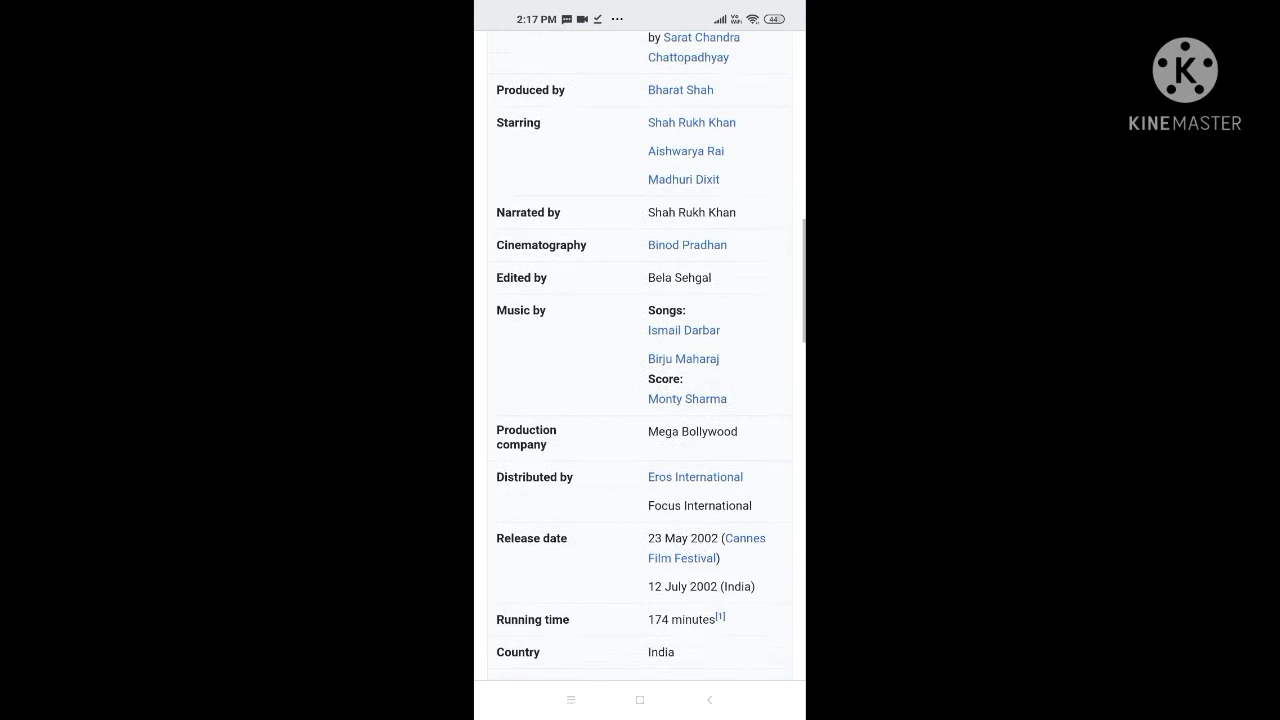 2:17 PM
Vo
WiFi
44
by Sarat Chandra
Chattopadhyay
Produced by
Bharat Shah
Starring
Shah Rukh Khan
Aishwarya Rai
Madhuri Dixit
Narrated by
Shah Rukh Khan
Cinematography
Binod Pradhan
Edited by
Bela Sehgal
Music by
Songs:
Ismail Darbar
Birju Maharaj
Score:
Monty Sharma
Production
company
Mega Bollywood
Distributed by
Eros International
Focus International
Release date
23 May 2002 (Cannes
Film Festival)
12 July 2002 (India)
Running time
174 minutes[1]
Country
India
K
KINEMASTER